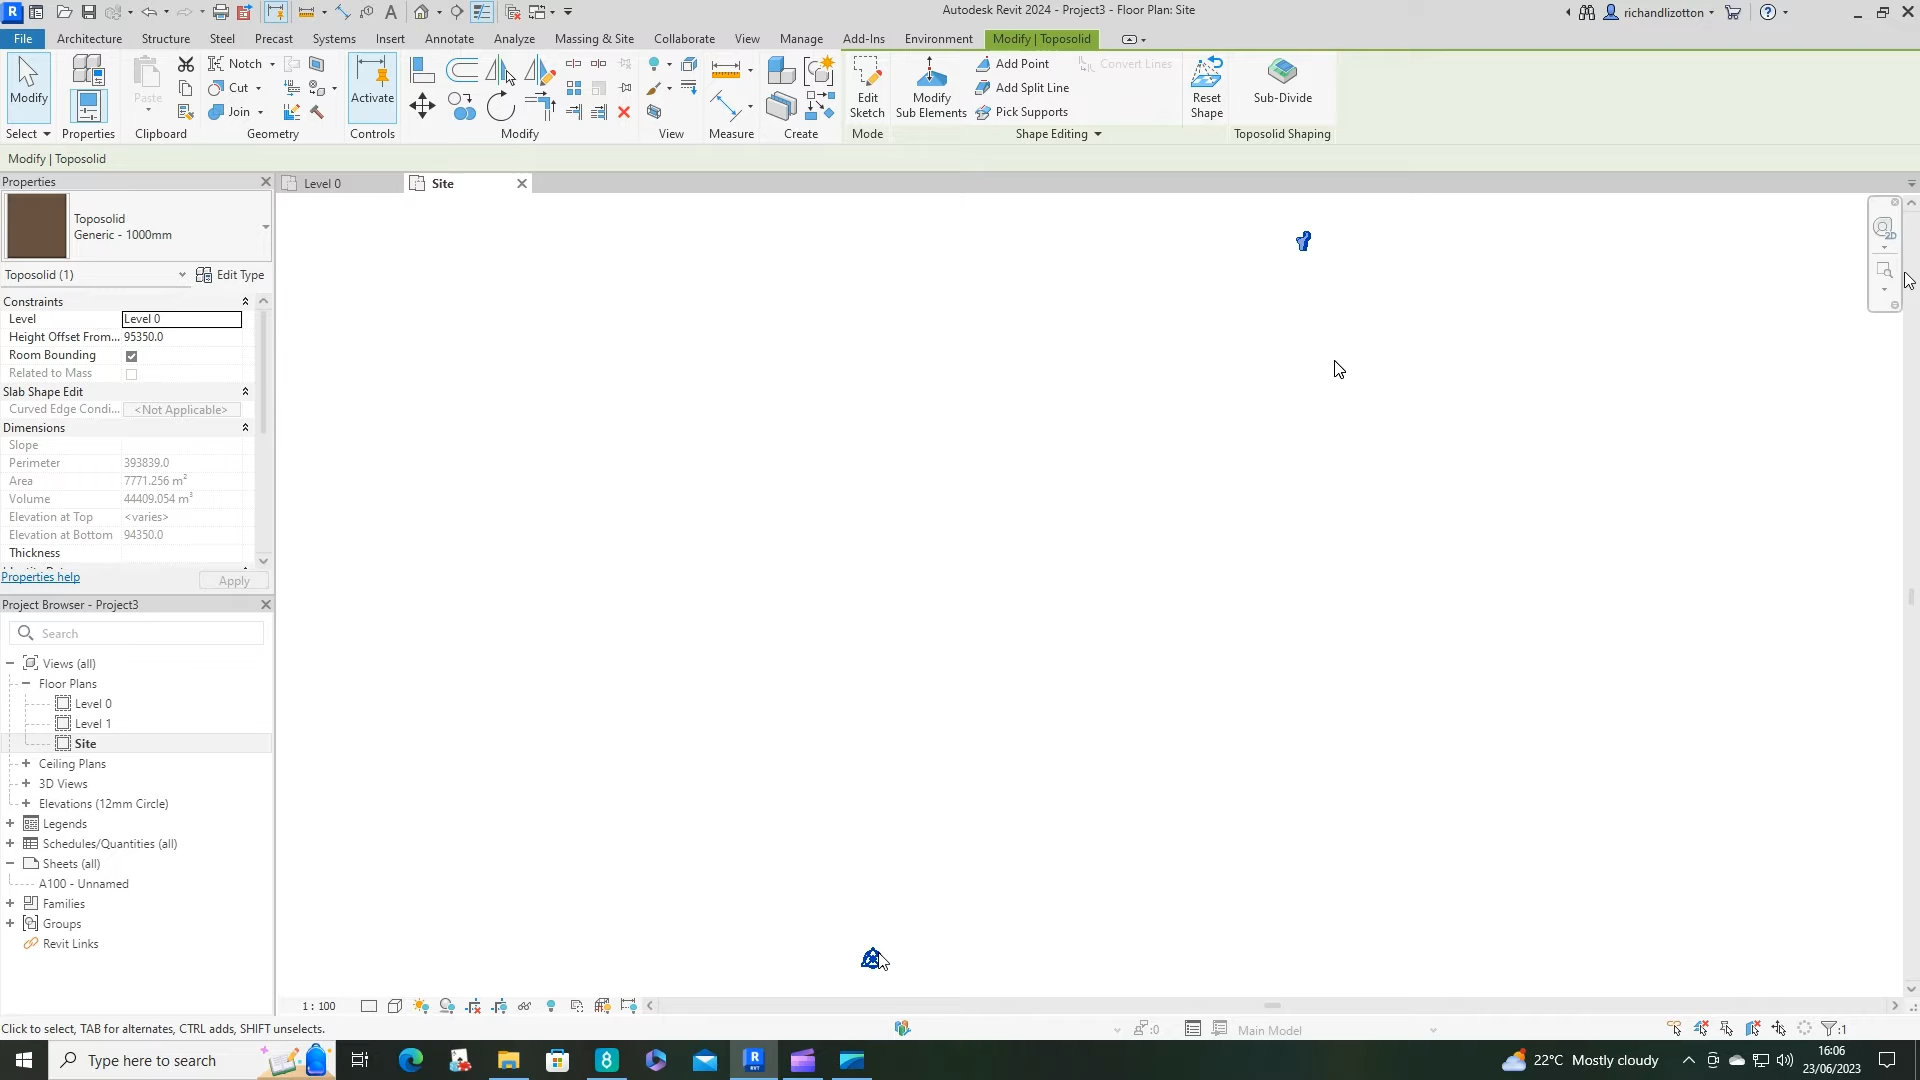 Autodesk Revit 2024 - Project3 - Floor Plan: Site
richandlizotton
File Architecture Structure Steel Precast Systems Insert Annotate Analyze Massing & Site Collaborate View Manage Add-Ins Environment Modify | Toposolid
Modify
Select
Properties
Paste
Clipboard
Notch
Cut
Join
Geometry
Activate
Controls
Modify
View
Measure
Create
Edit
Sketch
Mode
Modify
Sub Elements
Add Point
Add Split Line
Pick Supports
Convert Lines
Shape Editing
Reset
Shape
Sub-Divide
Toposolid Shaping
Modify | Toposolid
Properties
Toposolid
Generic - 1000mm
Toposolid (1)
Edit Type
Constraints
Level Level 0
Height Offset From... 95350.0
Room Bounding
Related to Mass
Slab Shape Edit
Curved Edge Condi... <Not Applicable>
Dimensions
Slope
Perimeter 393839.0
Area 7771.256 m²
Volume 44409.054 m³
Elevation at Top <varies>
Elevation at Bottom 94350.0
Thickness
Properties help
Apply
Level 0
Site
2D
Project Browser - Project3
Search
Views (all)
Floor Plans
Level 0
Level 1
Site
Ceiling Plans
3D Views
Elevations (12mm Circle)
Legends
Schedules/Quantities (all)
Sheets (all)
A100 - Unnamed
Families
Groups
Revit Links
1 : 100
Click to select, TAB for alternates, CTRL adds, SHIFT unselects.
:0
Main Model
:1
Type here to search
22°C Mostly cloudy
16:06
23/06/2023